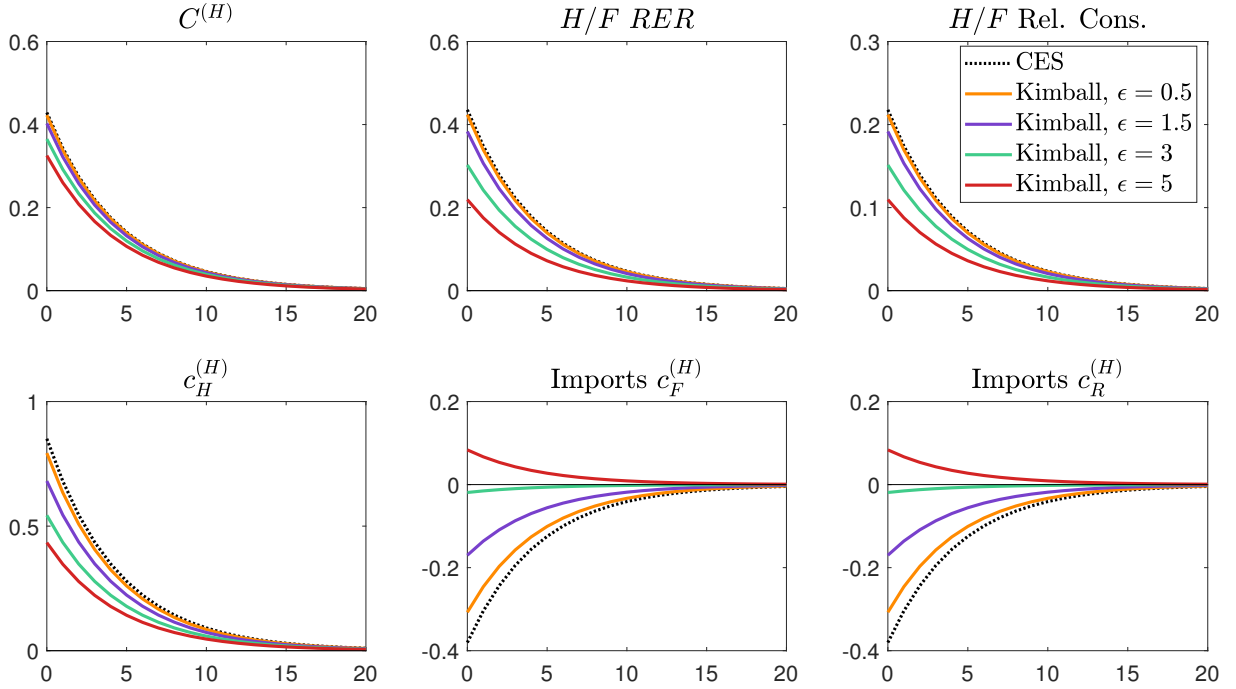 C^(H)
H/F RER
H/F Rel. Cons.
0.6
0.4
0.2
0
0 5 10 15 20
0.6
0.4
0.2
0
0 5 10 15 20
0.3
0.2
0.1
0
0 5 10 15 20
CES
Kimball, ϵ = 0.5
Kimball, ϵ = 1.5
Kimball, ϵ = 3
Kimball, ϵ = 5
c_H^(H)
Imports c_F^(H)
Imports c_R^(H)
1
0.5
0
0 5 10 15 20
0.2
0
-0.2
-0.4
0 5 10 15 20
0.2
0
-0.2
-0.4
0 5 10 15 20